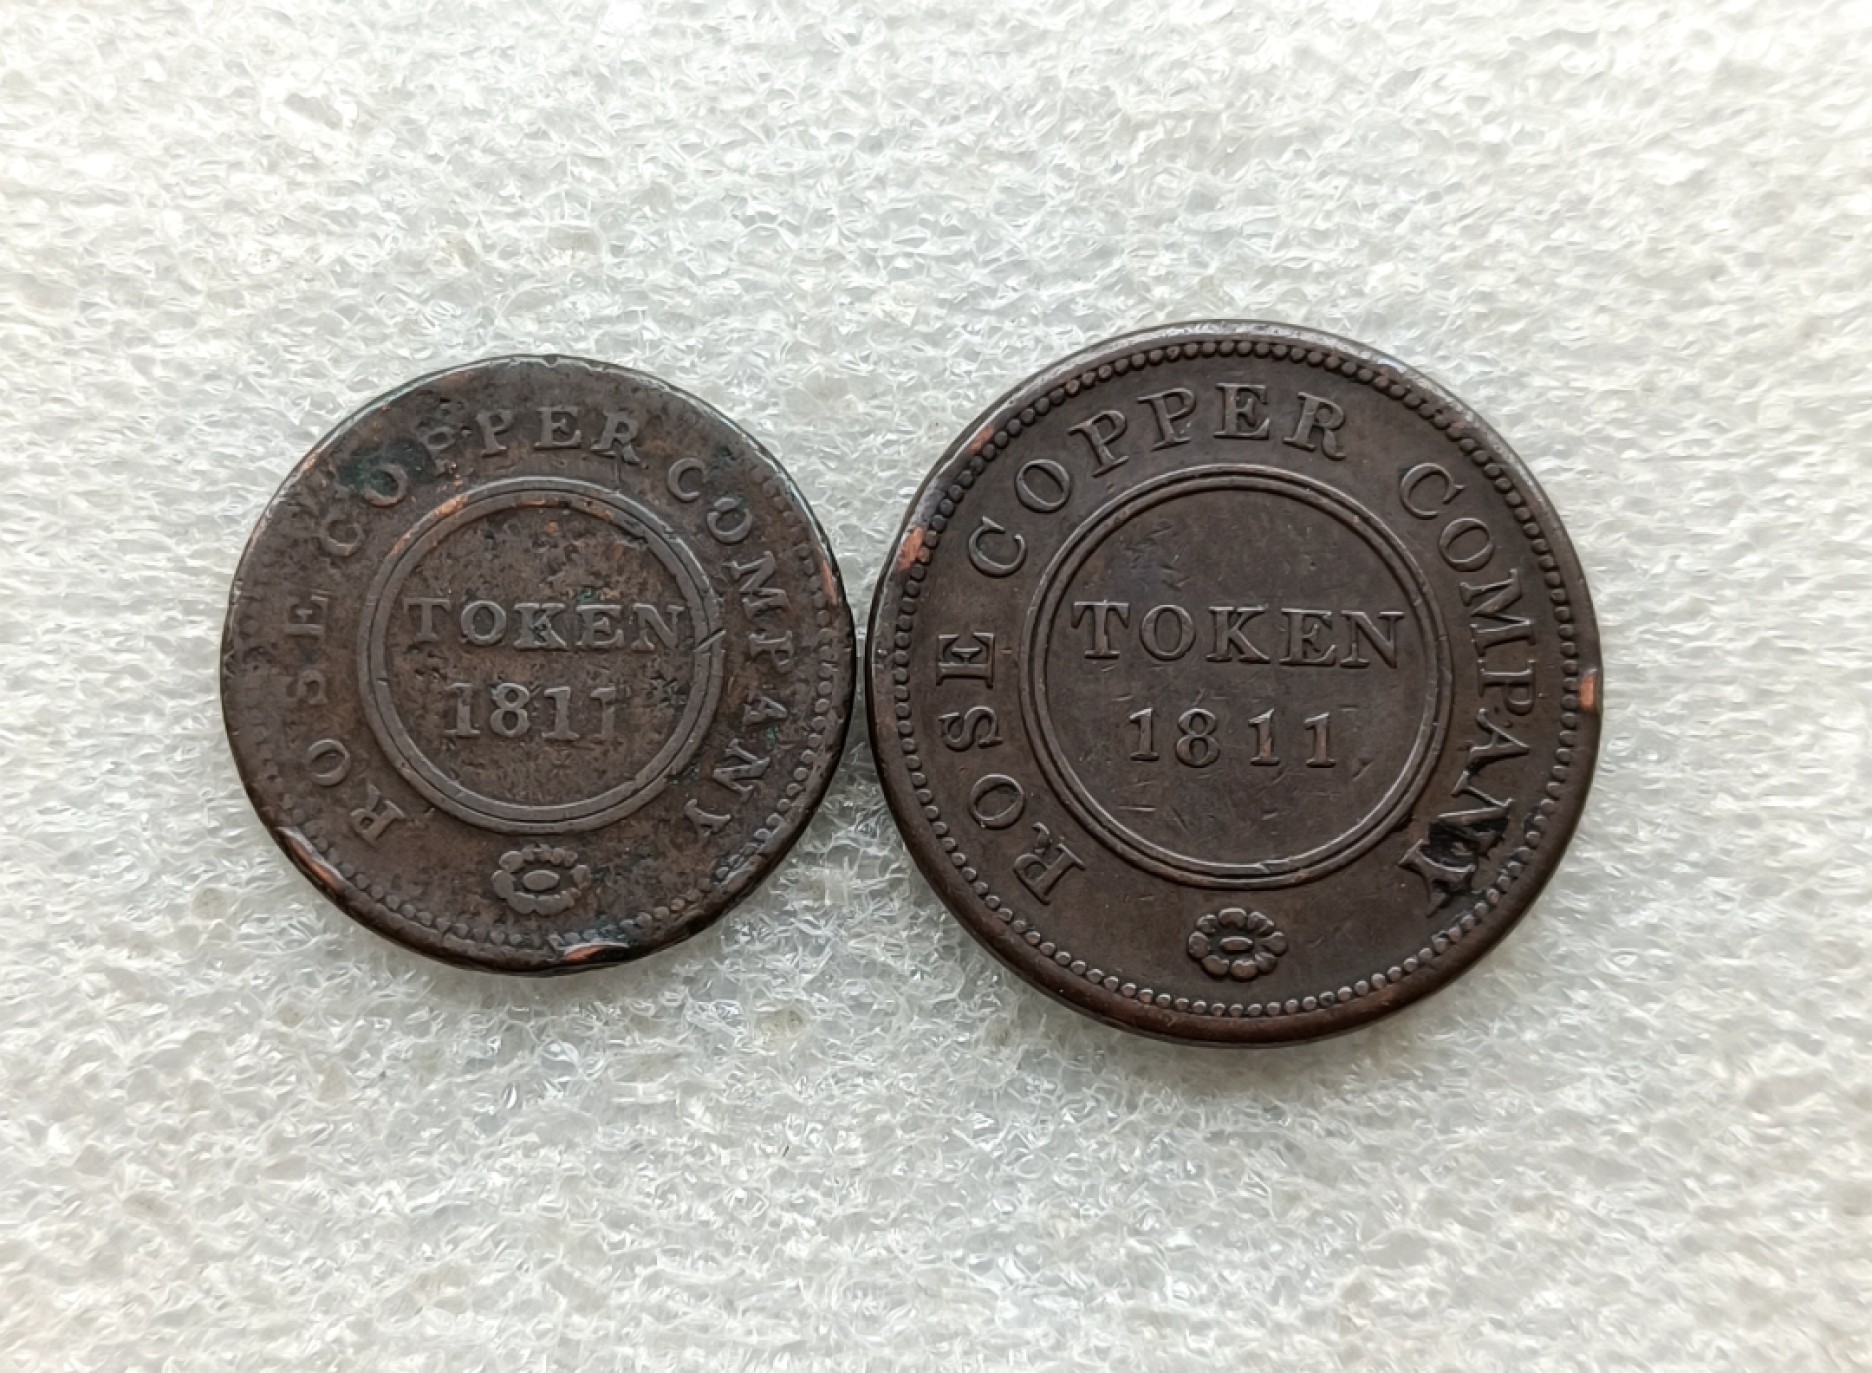 ROSE COPPER COMPANY
TOKEN
1811
ROSE COPPER COMPANY
TOKEN
1811